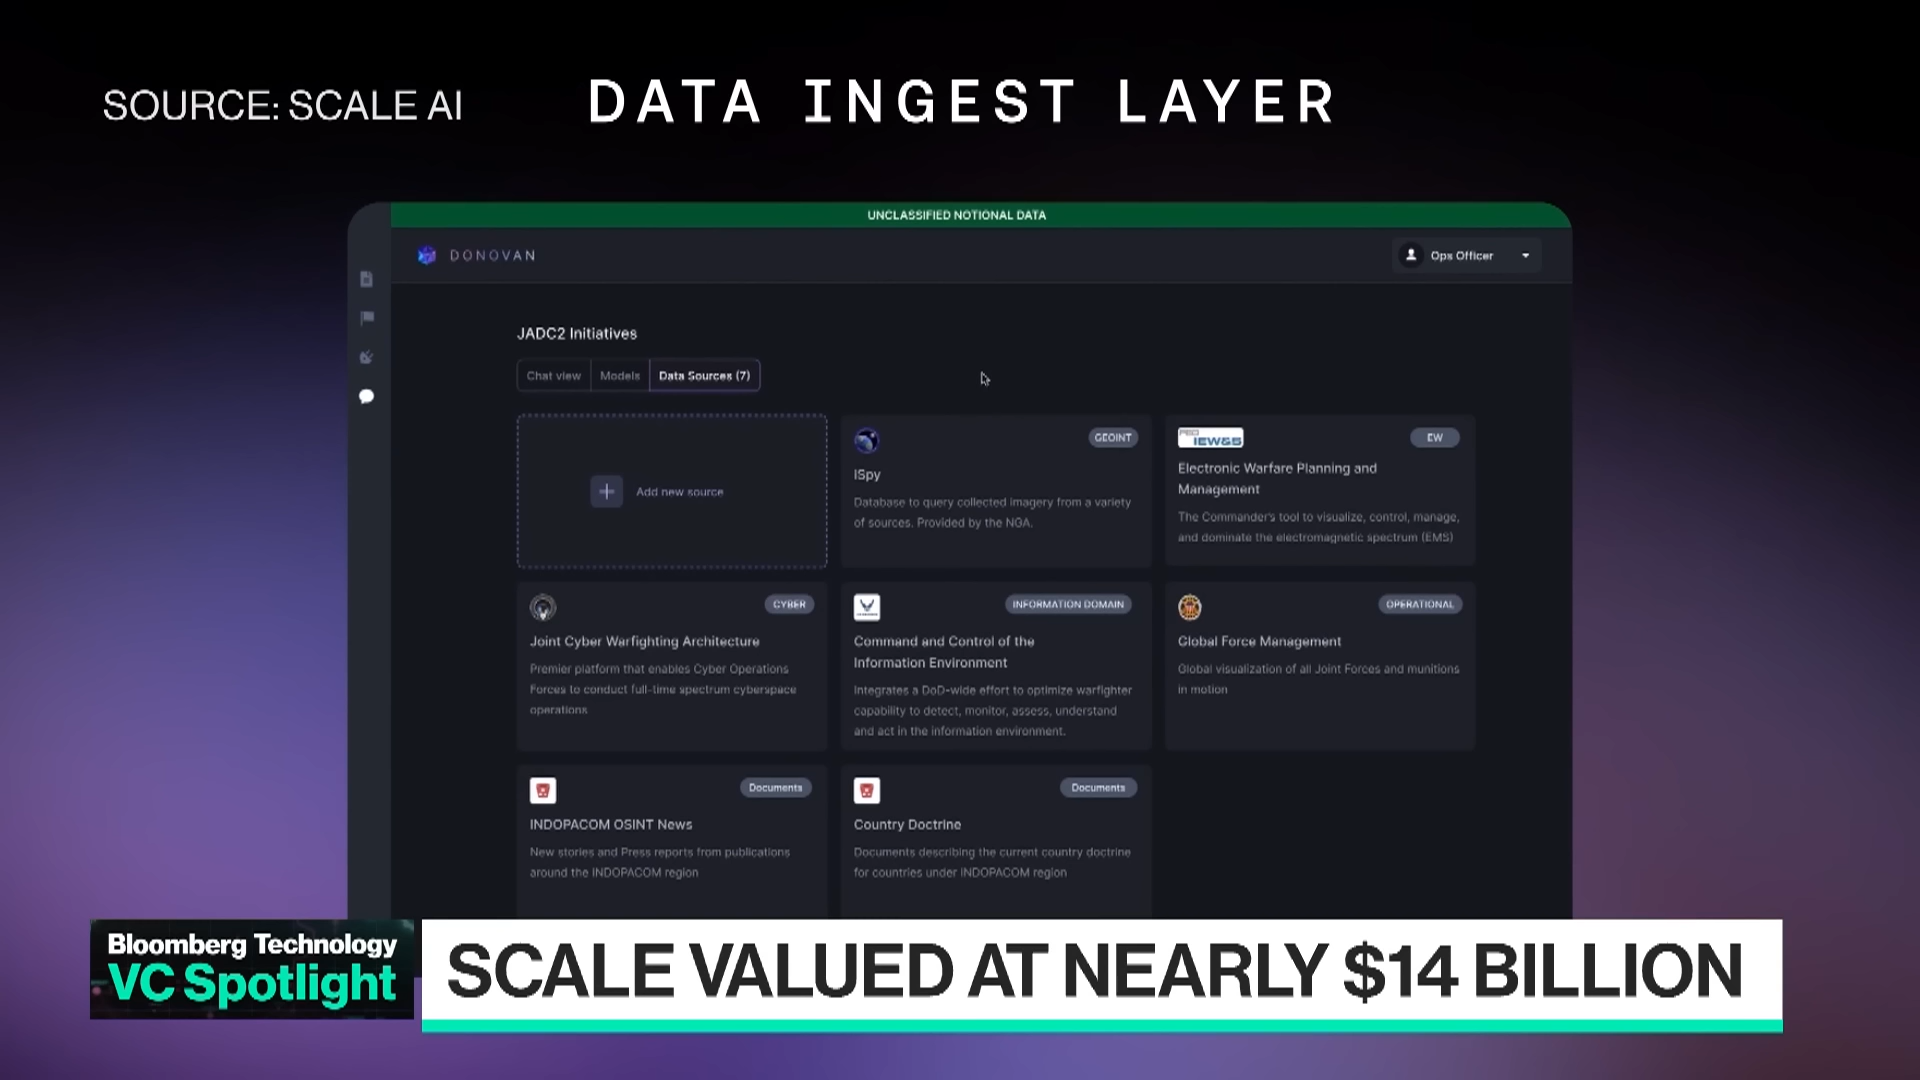 SOURCE: SCALE AI
DATA INGEST LAYER
UNCLASSIFIED NOTIONAL DATA
DONOVAN
Ops Officer
JADC2 Initiatives
Chat view
Models
Data Sources (7)
Add new source
GEOINT
iSpy
Database to query collected imagery from a variety
of sources. Provided by the NGA.
IEW&S
EW
Electronic Warfare Planning and
Management
The Commander's tool to visualize, control, manage,
and dominate the electromagnetic spectrum (EMS)
CYBER
Joint Cyber Warfighting Architecture
Premier platform that enables Cyber Operations
Forces to conduct full-time spectrum cyberspace
operations
INFORMATION DOMAIN
Command and Control of the
Information Environment
Integrates a DoD-wide effort to optimize warfighter
capability to detect, monitor, assess, understand
and act in the information environment.
OPERATIONAL
Global Force Management
Global visualization of all Joint Forces and munitions
in motion
Documents
INDOPACOM OSINT News
New stories and Press reports from publications
around the INDOPACOM region
Documents
Country Doctrine
Documents describing the current country doctrine
for countries under INDOPACOM region
Bloomberg Technology
VC Spotlight
SCALE VALUED AT NEARLY $14 BILLION